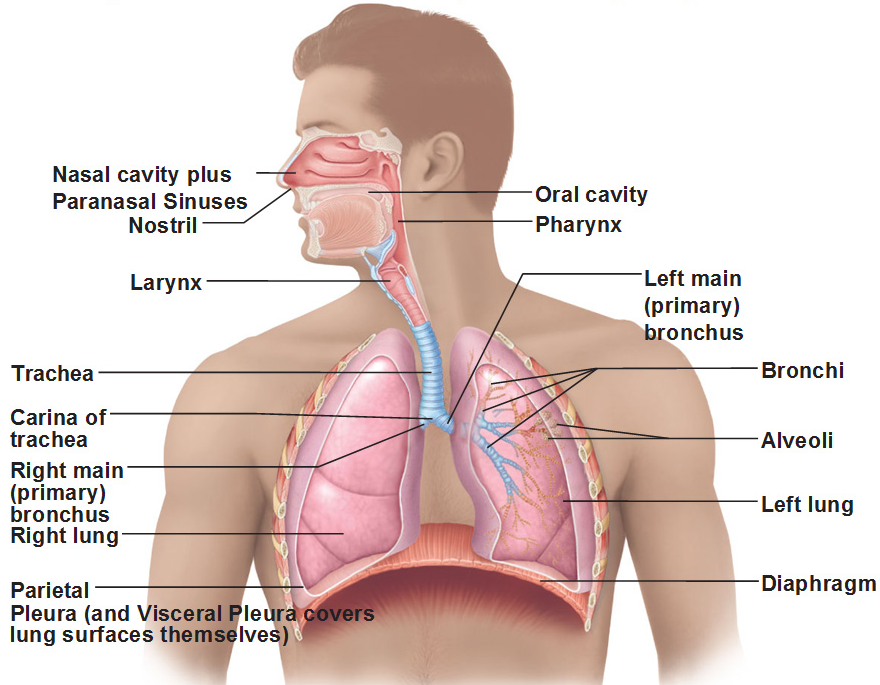 Nasal cavity plus
Paranasal Sinuses
Nostril
Oral cavity
Pharynx
Larynx
Left main
(primary)
bronchus
Trachea
Bronchi
Carina of
trachea
Alveoli
Right main
(primary)
bronchus
Left lung
Right lung
Parietal
Pleura (and Visceral Pleura covers
lung surfaces themselves)
Diaphragm